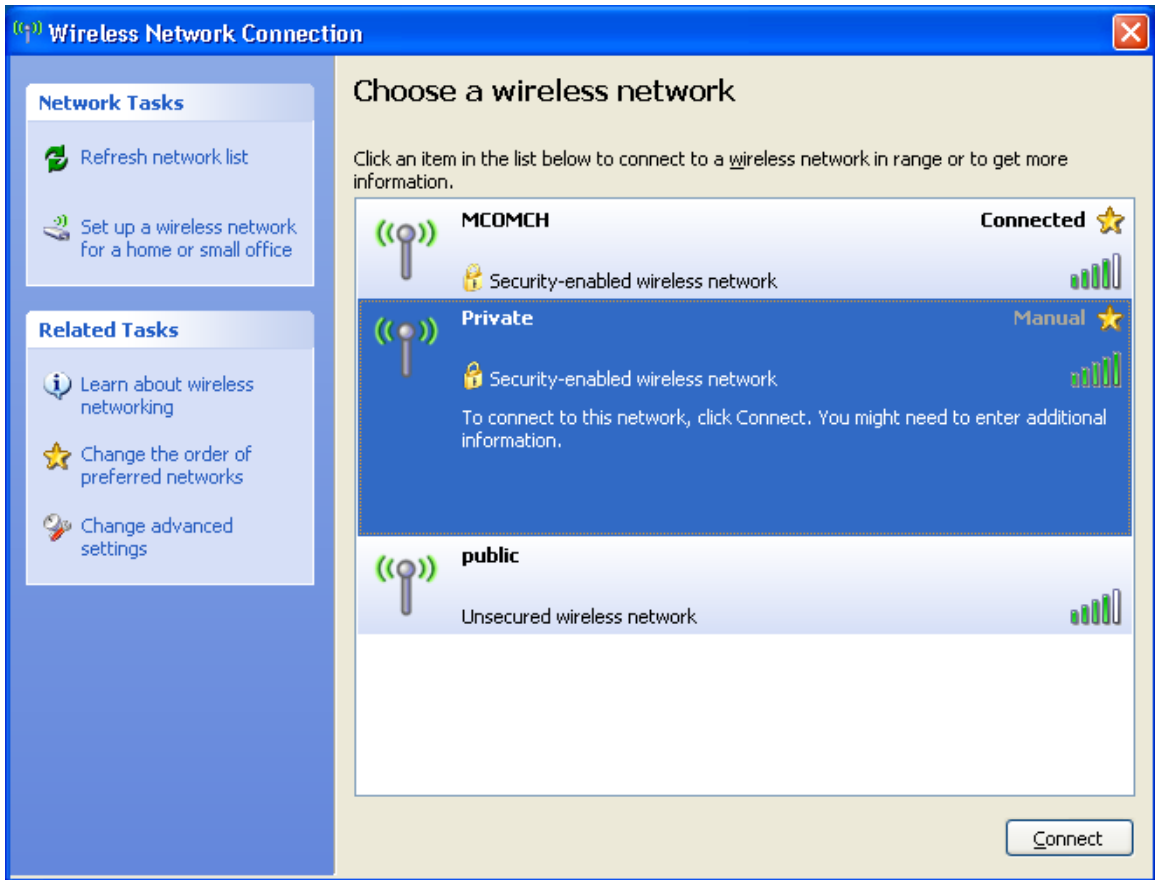 Wireless Network Connection
Network Tasks
Refresh network list
Set up a wireless network
for a home or small office
Related Tasks
Learn about wireless
networking
Change the order of
preferred networks
Change advanced
settings
Choose a wireless network
Click an item in the list below to connect to a wireless network in range or to get more
information.
MCOMCH Connected
Security-enabled wireless network
Private Manual
Security-enabled wireless network
To connect to this network, click Connect. You might need to enter additional
information.
public
Unsecured wireless network
Connect